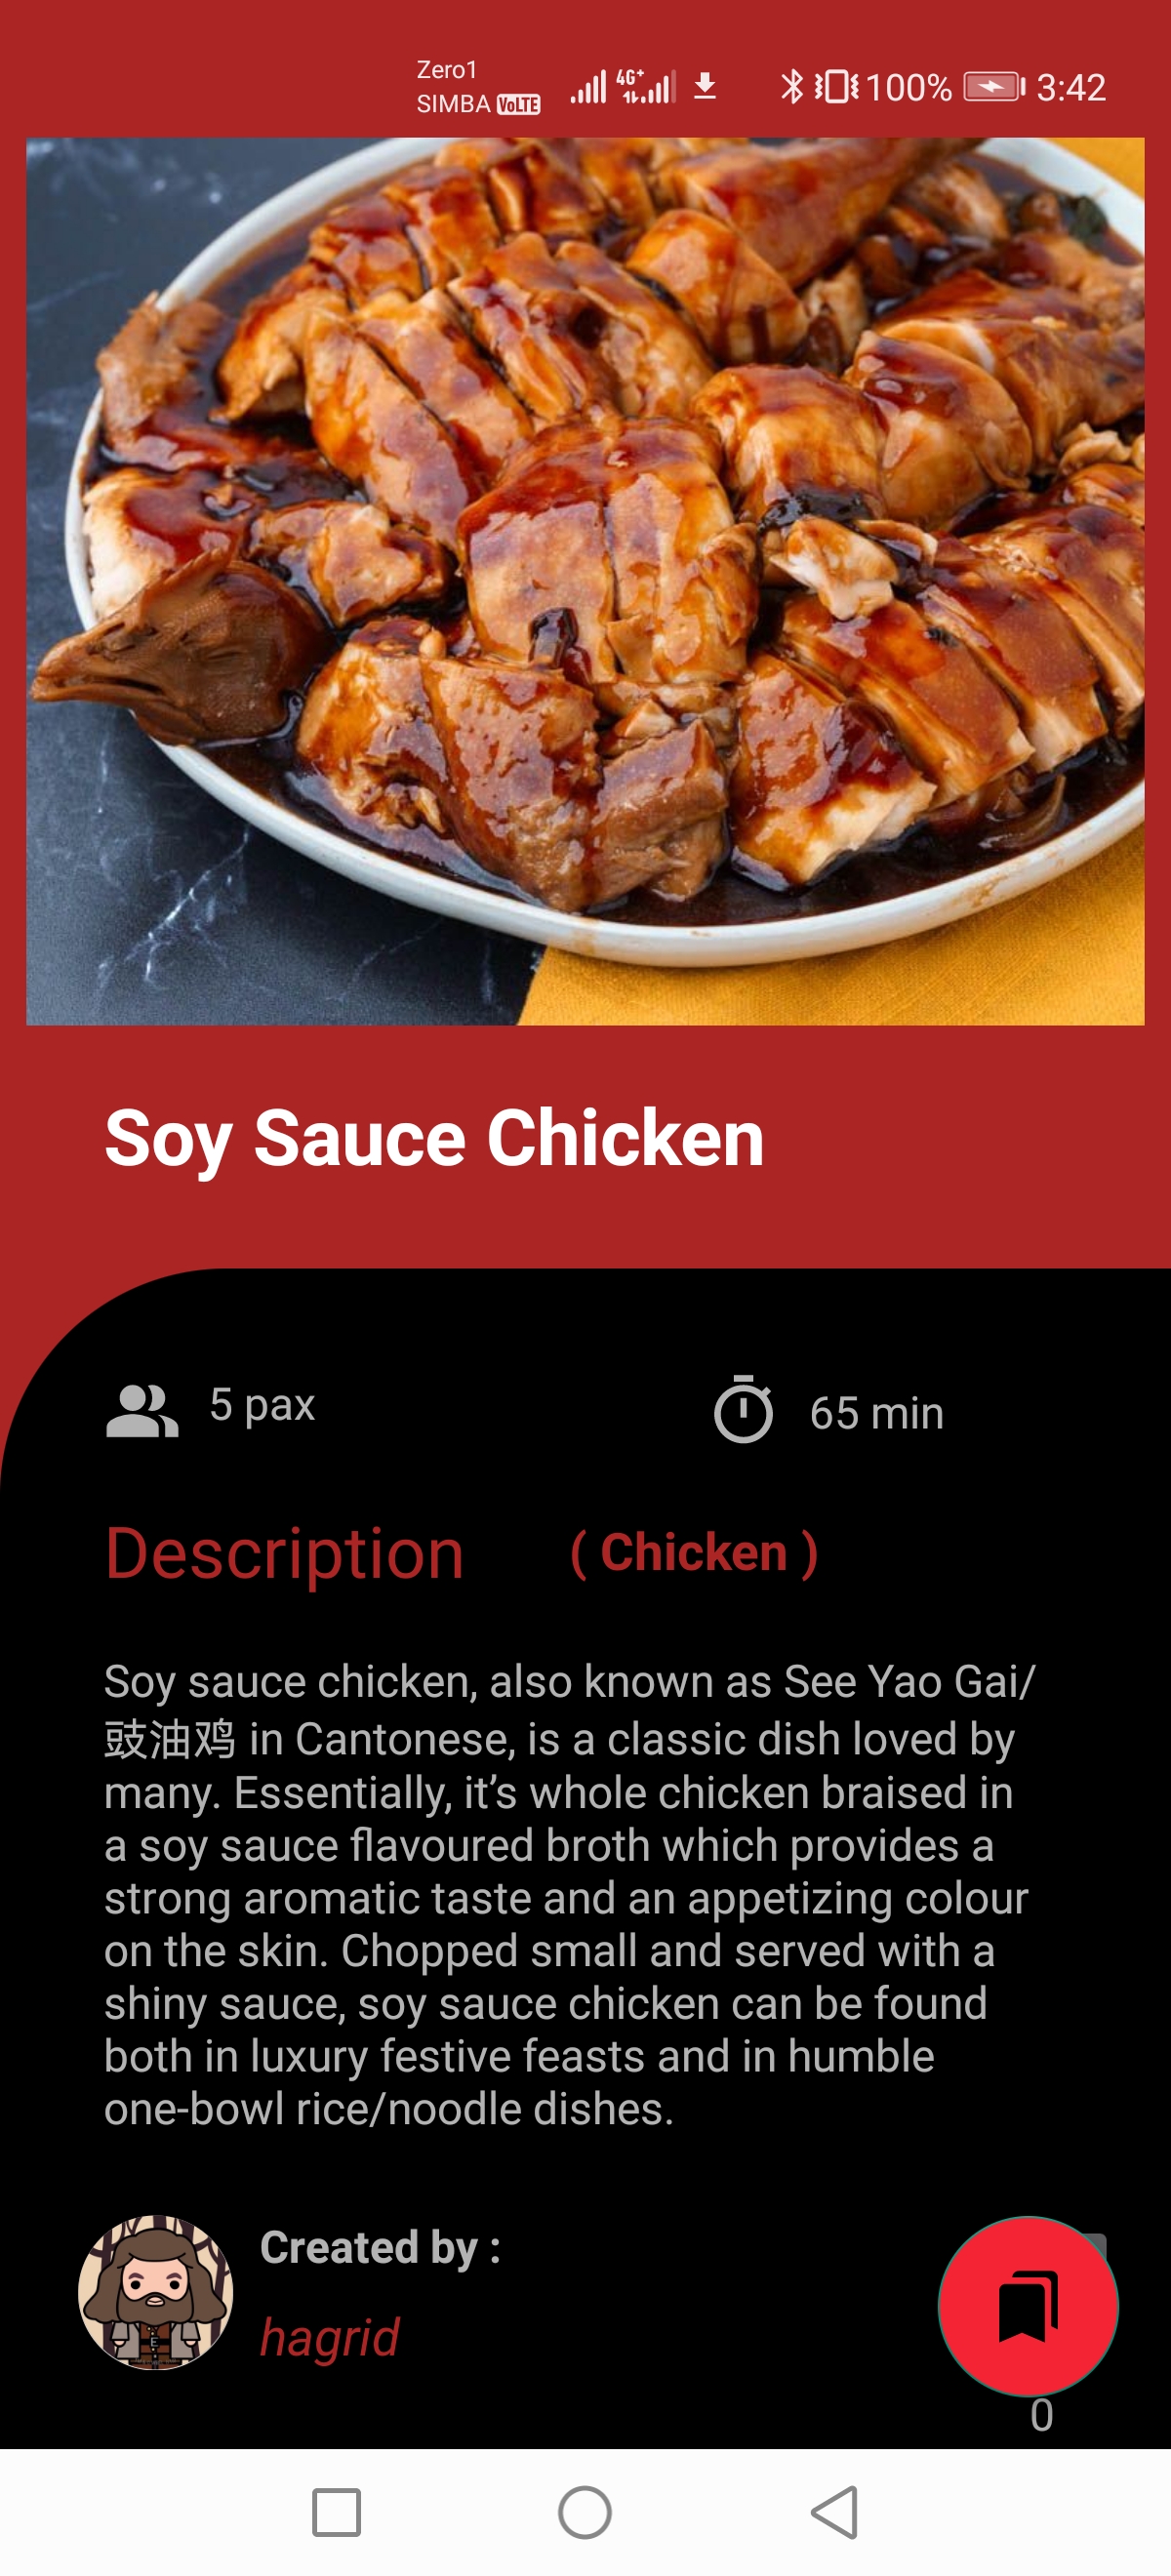 Zero1
SIMBA VoLTE
4G+
100%
3:42
Soy Sauce Chicken
5 pax
65 min
Description
( Chicken )
Soy sauce chicken, also known as See Yao Gai/
豉油鸡 in Cantonese, is a classic dish loved by
many. Essentially, it’s whole chicken braised in
a soy sauce flavoured broth which provides a
strong aromatic taste and an appetizing colour
on the skin. Chopped small and served with a
shiny sauce, soy sauce chicken can be found
both in luxury festive feasts and in humble
one-bowl rice/noodle dishes.
Created by :
hagrid
0